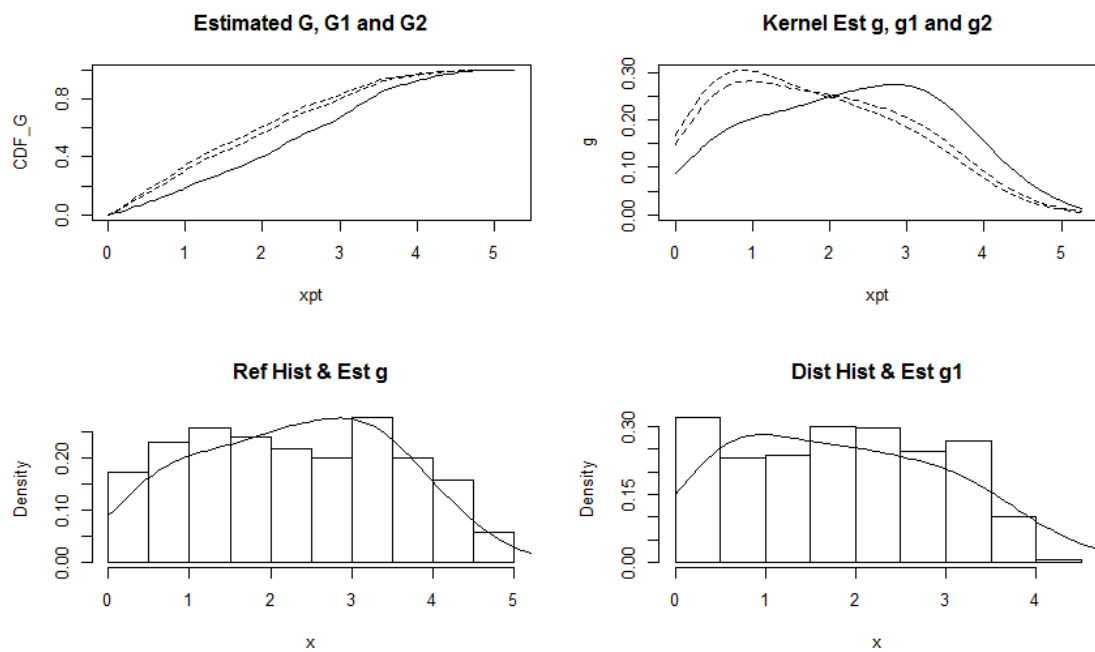 Estimated G, G1 and G2
CDF_G
0.0 0.4 0.8
0 1 2 3 4 5
xpt
Kernel Est g, g1 and g2
g
0.00 0.10 0.20 0.30
0 1 2 3 4 5
xpt
Ref Hist & Est g
Density
0.00 0.10 0.20
0 1 2 3 4 5
x
Dist Hist & Est g1
Density
0.00 0.15 0.30
0 1 2 3 4
x